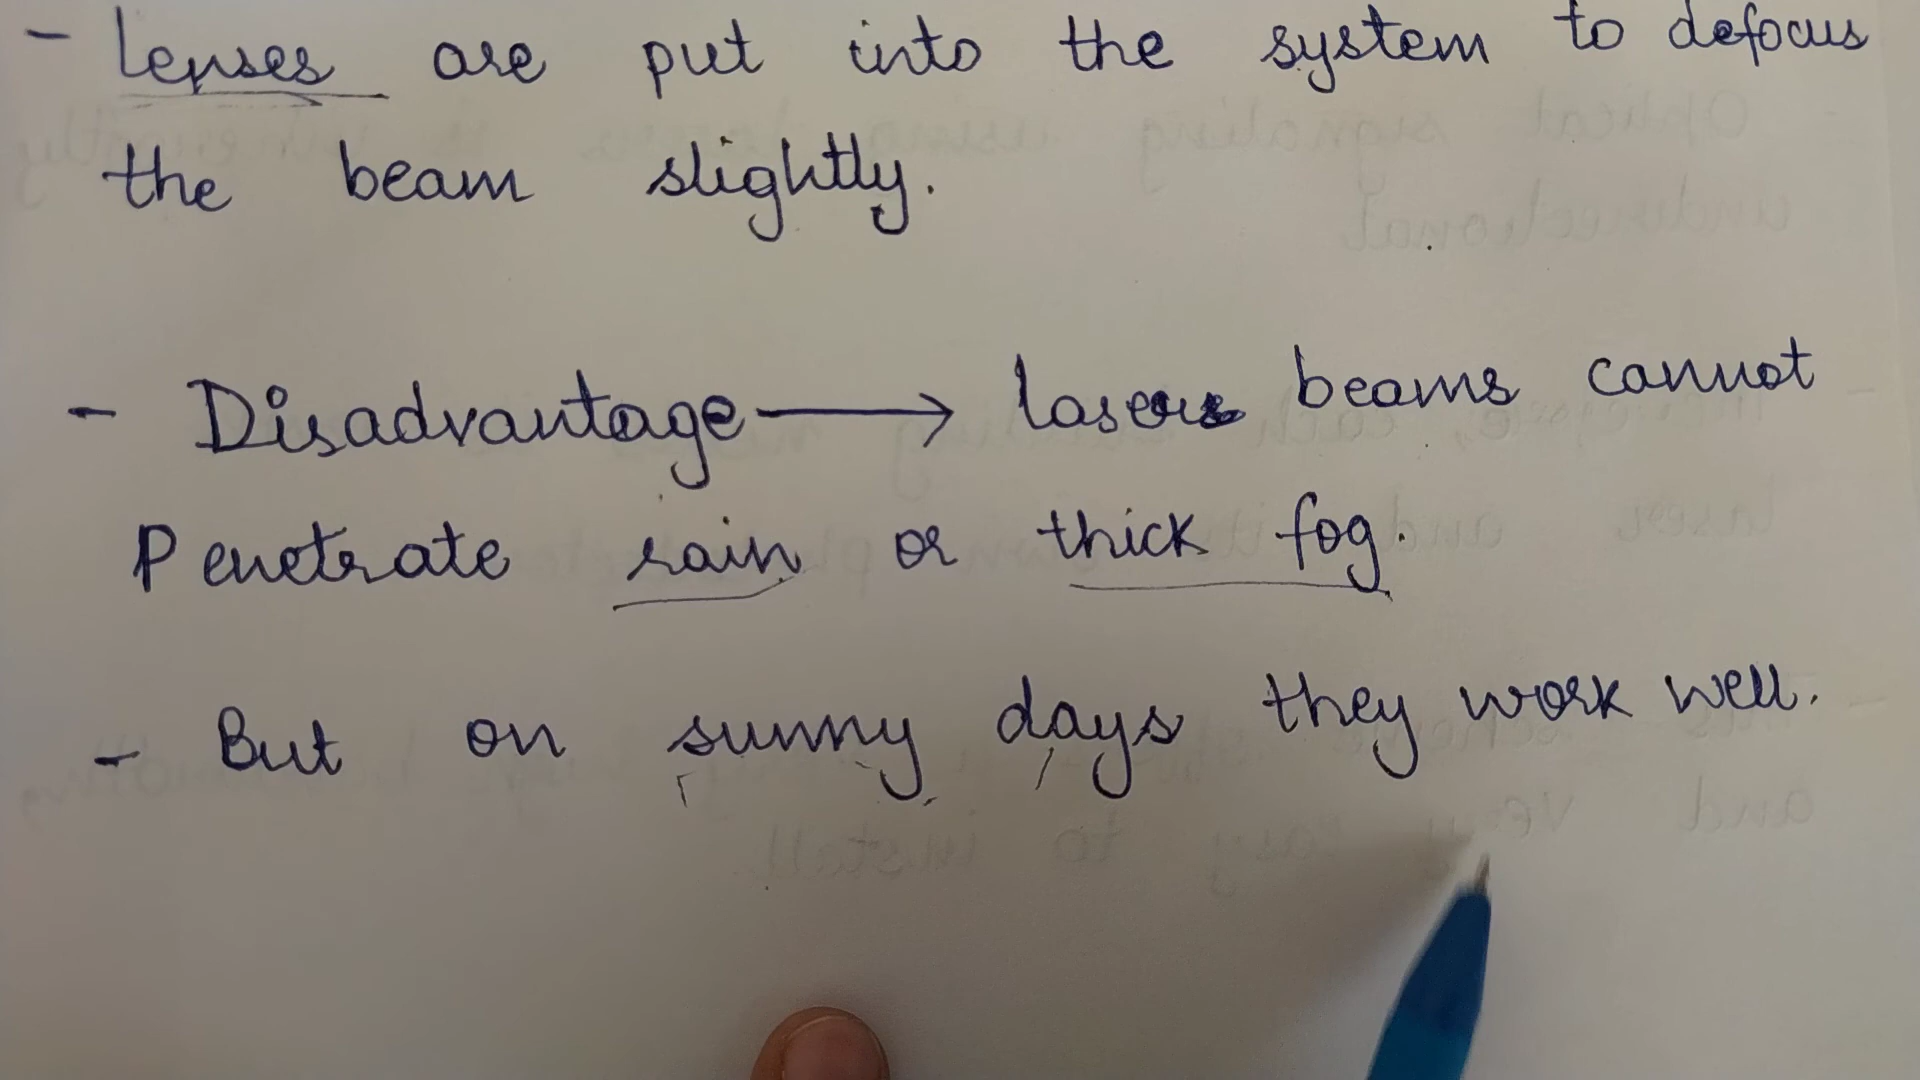 - Lenses are put into the system to defocus
the beam slightly.
- Disadvantage → lasers beams cannot
Penetrate rain or thick fog.
- But on sunny days they work well.